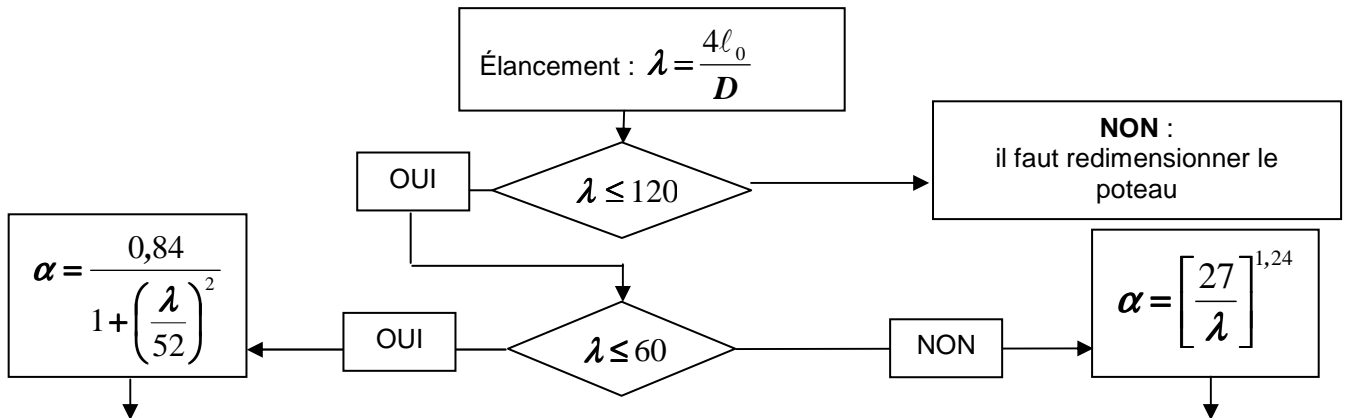 Élancement : λ = 4ℓ₀ / D
NON :
il faut redimensionner le
poteau
OUI
λ ≤ 120
α = 0,84 / (1 + (λ/52)²)
α = [27/λ]^1,24
OUI
λ ≤ 60
NON